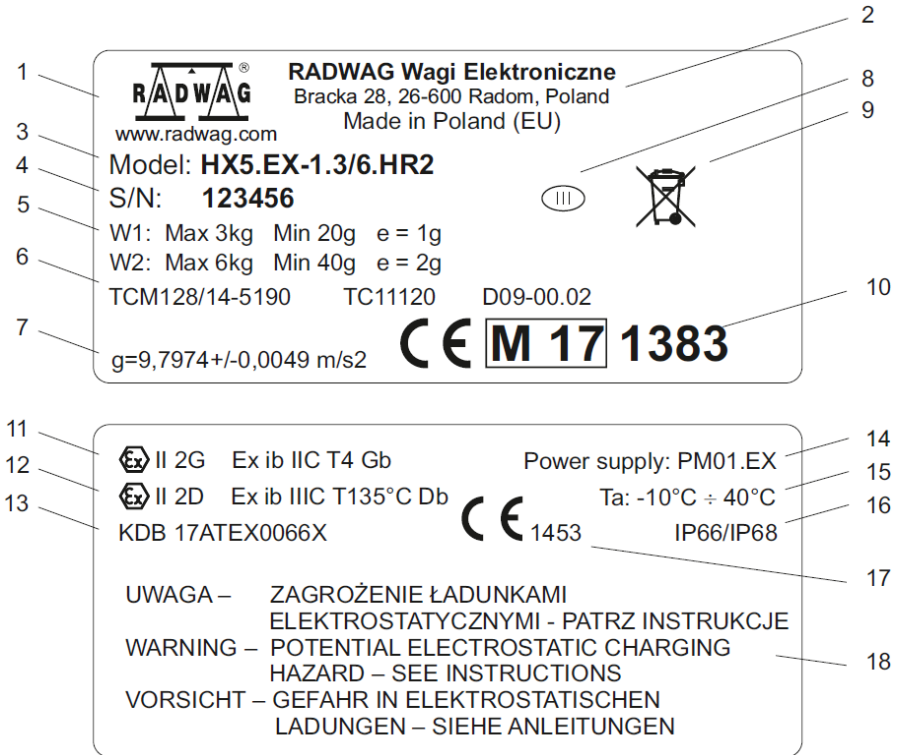 2
1
RADWAG ®
RADWAG Wagi Elektroniczne
Bracka 28, 26-600 Radom, Poland
8
www.radwag.com
Made in Poland (EU)
9
3
Model: HX5.EX-1.3/6.HR2
4
S/N: 123456
III
5
W1: Max 3kg Min 20g e = 1g
6
W2: Max 6kg Min 40g e = 2g
TCM128/14-5190 TC11120 D09-00.02
10
7
g=9,7974+/-0,0049 m/s2
CE M 17 1383
11
Ex II 2G Ex ib IIC T4 Gb
Power supply: PM01.EX
14
12
Ex II 2D Ex ib IIIC T135°C Db
Ta: -10°C ÷ 40°C
15
13
KDB 17ATEX0066X
CE 1453
IP66/IP68
16
17
UWAGA – ZAGROŻENIE ŁADUNKAMI
ELEKTROSTATYCZNYMI - PATRZ INSTRUKCJE
WARNING – POTENTIAL ELECTROSTATIC CHARGING
18
HAZARD – SEE INSTRUCTIONS
VORSICHT – GEFAHR IN ELEKTROSTATISCHEN
LADUNGEN – SIEHE ANLEITUNGEN